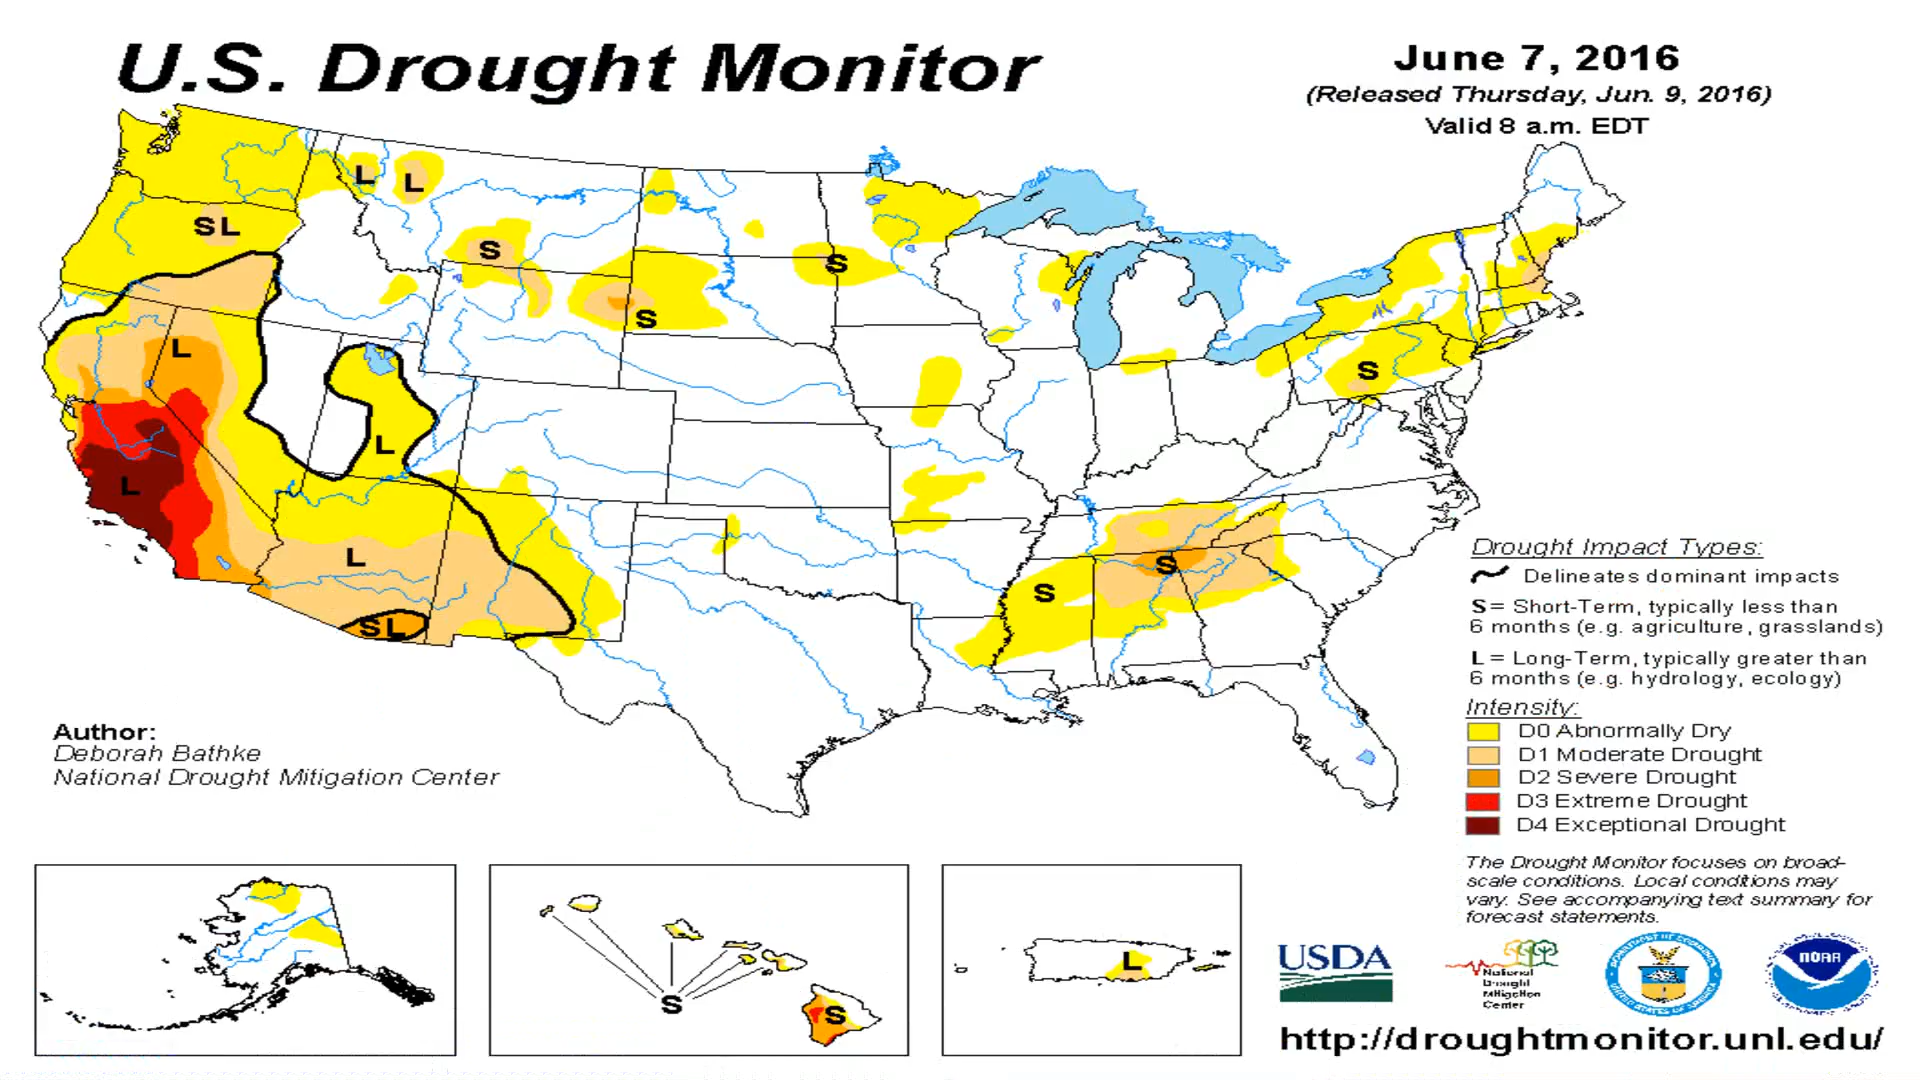 U.S. Drought Monitor
June 7, 2016
(Released Thursday, Jun. 9, 2016)
Valid 8 a.m. EDT
L
L
SL
S
S
S
L
S
L
L
L
S
S
SL
Drought Impact Types:
Delineates dominant impacts
S = Short-Term, typically less than
6 months (e.g. agriculture, grasslands)
L = Long-Term, typically greater than
6 months (e.g. hydrology, ecology)
Intensity:
D0 Abnormally Dry
D1 Moderate Drought
D2 Severe Drought
D3 Extreme Drought
D4 Exceptional Drought
Author:
Deborah Bathke
National Drought Mitigation Center
The Drought Monitor focuses on broad-
scale conditions. Local conditions may
vary. See accompanying text summary for
forecast statements.
S
S
L
USDA
National
Drought
Mitigation
Center
NOAA
http://droughtmonitor.unl.edu/